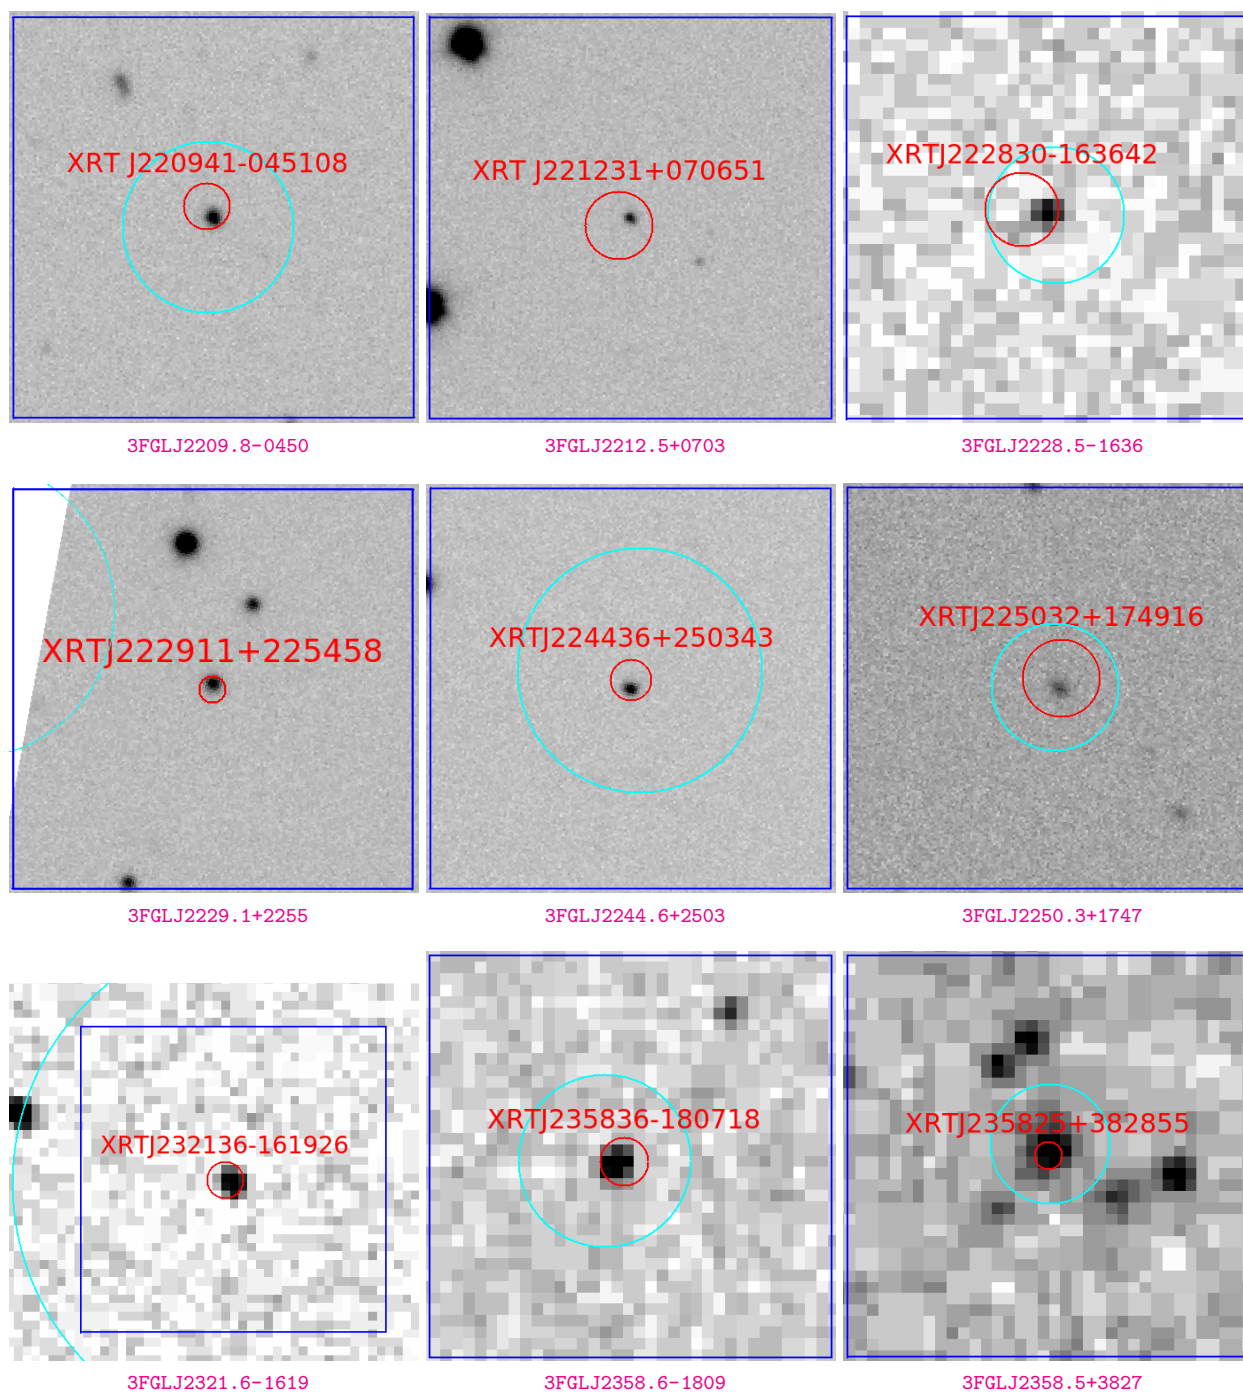 XRT J220941-045108
XRT J221231+070651
XRTJ222830-163642
3FGLJ2209.8-0450
3FGLJ2212.5+0703
3FGLJ2228.5-1636
XRTJ222911+225458
XRTJ224436+250343
XRTJ225032+174916
3FGLJ2229.1+2255
3FGLJ2244.6+2503
3FGLJ2250.3+1747
XRTJ232136-161926
XRTJ235836-180718
XRTJ235825+382855
3FGLJ2321.6-1619
3FGLJ2358.6-1809
3FGLJ2358.5+3827